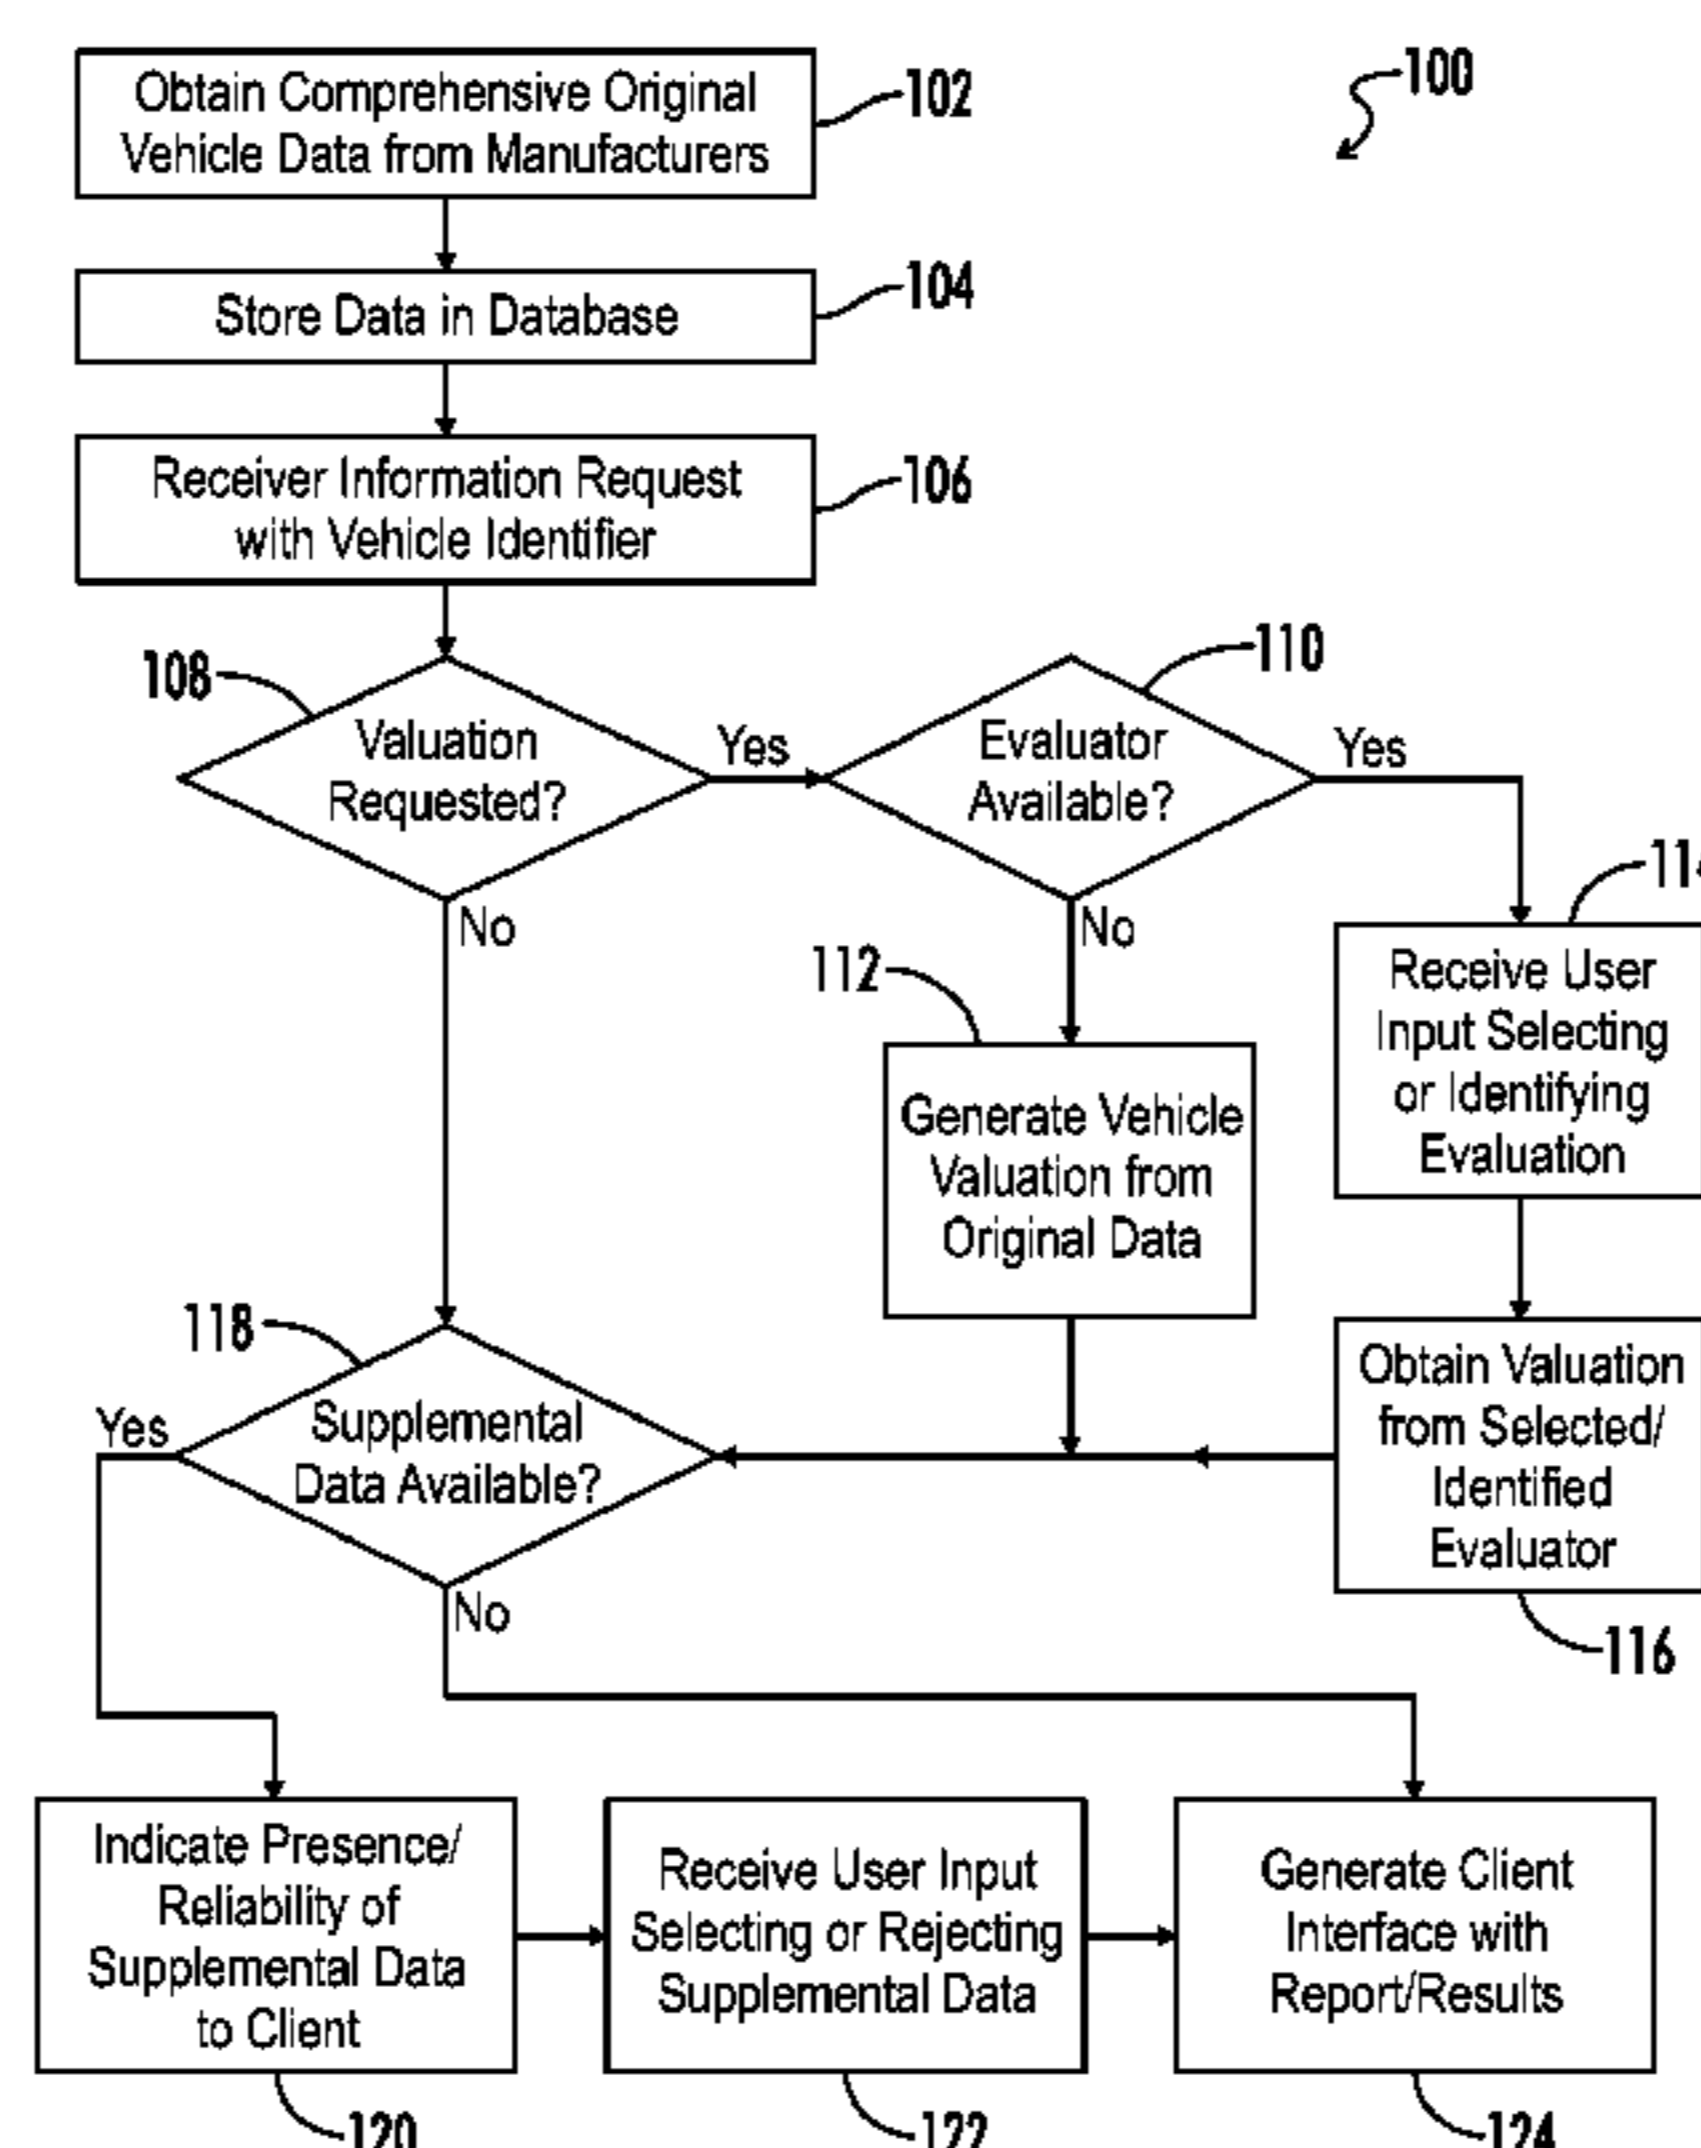 Obtain Comprehensive Original
Vehicle Data from Manufacturers
102
100
Store Data in Database
104
Receiver Information Request
with Vehicle Identifier
106
108
Valuation
Requested?
Yes
No
110
Evaluator
Available?
Yes
No
112
Generate Vehicle
Valuation from
Original Data
Receive User
Input Selecting
or Identifying
Evaluation
118
Supplemental
Data Available?
Yes
No
Obtain Valuation
from Selected/
Identified
Evaluator
116
Indicate Presence/
Reliability of
Supplemental Data
to Client
120
Receive User Input
Selecting or Rejecting
Supplemental Data
122
Generate Client
Interface with
Report/Results
124